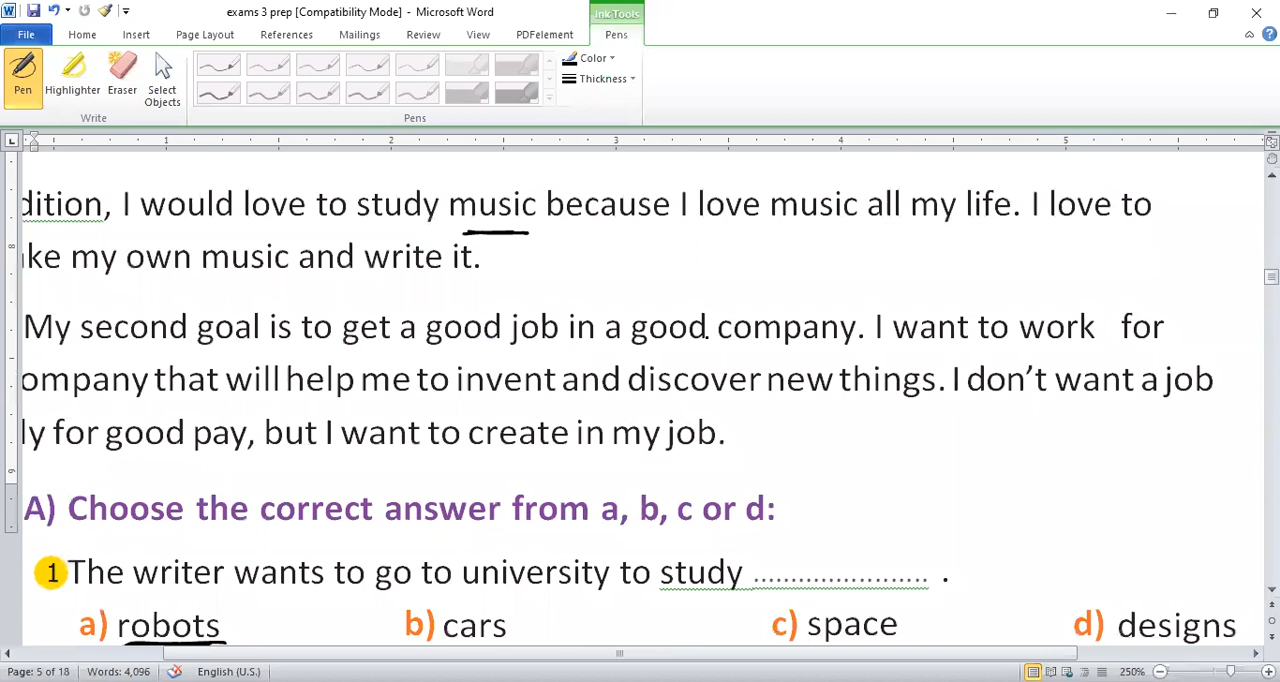 exams 3 prep [Compatibility Mode] - Microsoft Word
Ink Tools
File Home Insert Page Layout References Mailings Review View PDFelement Pens
Pen Highlighter Eraser Select Objects
Color
Thickness
Write Pens
1 2 3 4 5
dition, I would love to study music because I love music all my life. I love to
ke my own music and write it.
My second goal is to get a good job in a good company. I want to work for
ompany that will help me to invent and discover new things. I don't want a job
ly for good pay, but I want to create in my job.
A) Choose the correct answer from a, b, c or d:
1 The writer wants to go to university to study ........................ .
a) robots b) cars c) space d) designs
Page: 5 of 18 Words: 4,096 English (U.S.) 250%